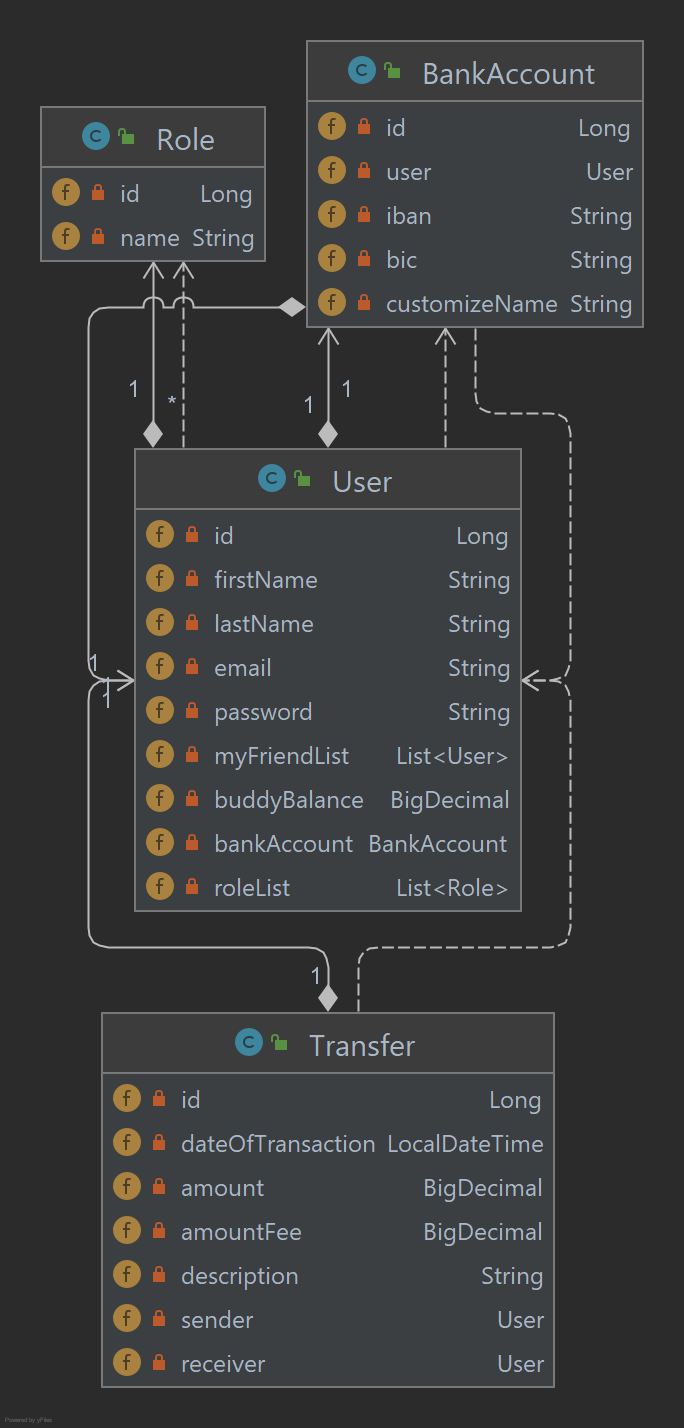 BankAccount
id Long
user User
iban String
bic String
customizeName String
Role
id Long
name String
1
*
1
1
User
id Long
firstName String
lastName String
email String
password String
myFriendList List<User>
buddyBalance BigDecimal
bankAccount BankAccount
roleList List<Role>
1
1
1
Transfer
id Long
dateOfTransaction LocalDateTime
amount BigDecimal
amountFee BigDecimal
description String
sender User
receiver User
Powered by yFiles